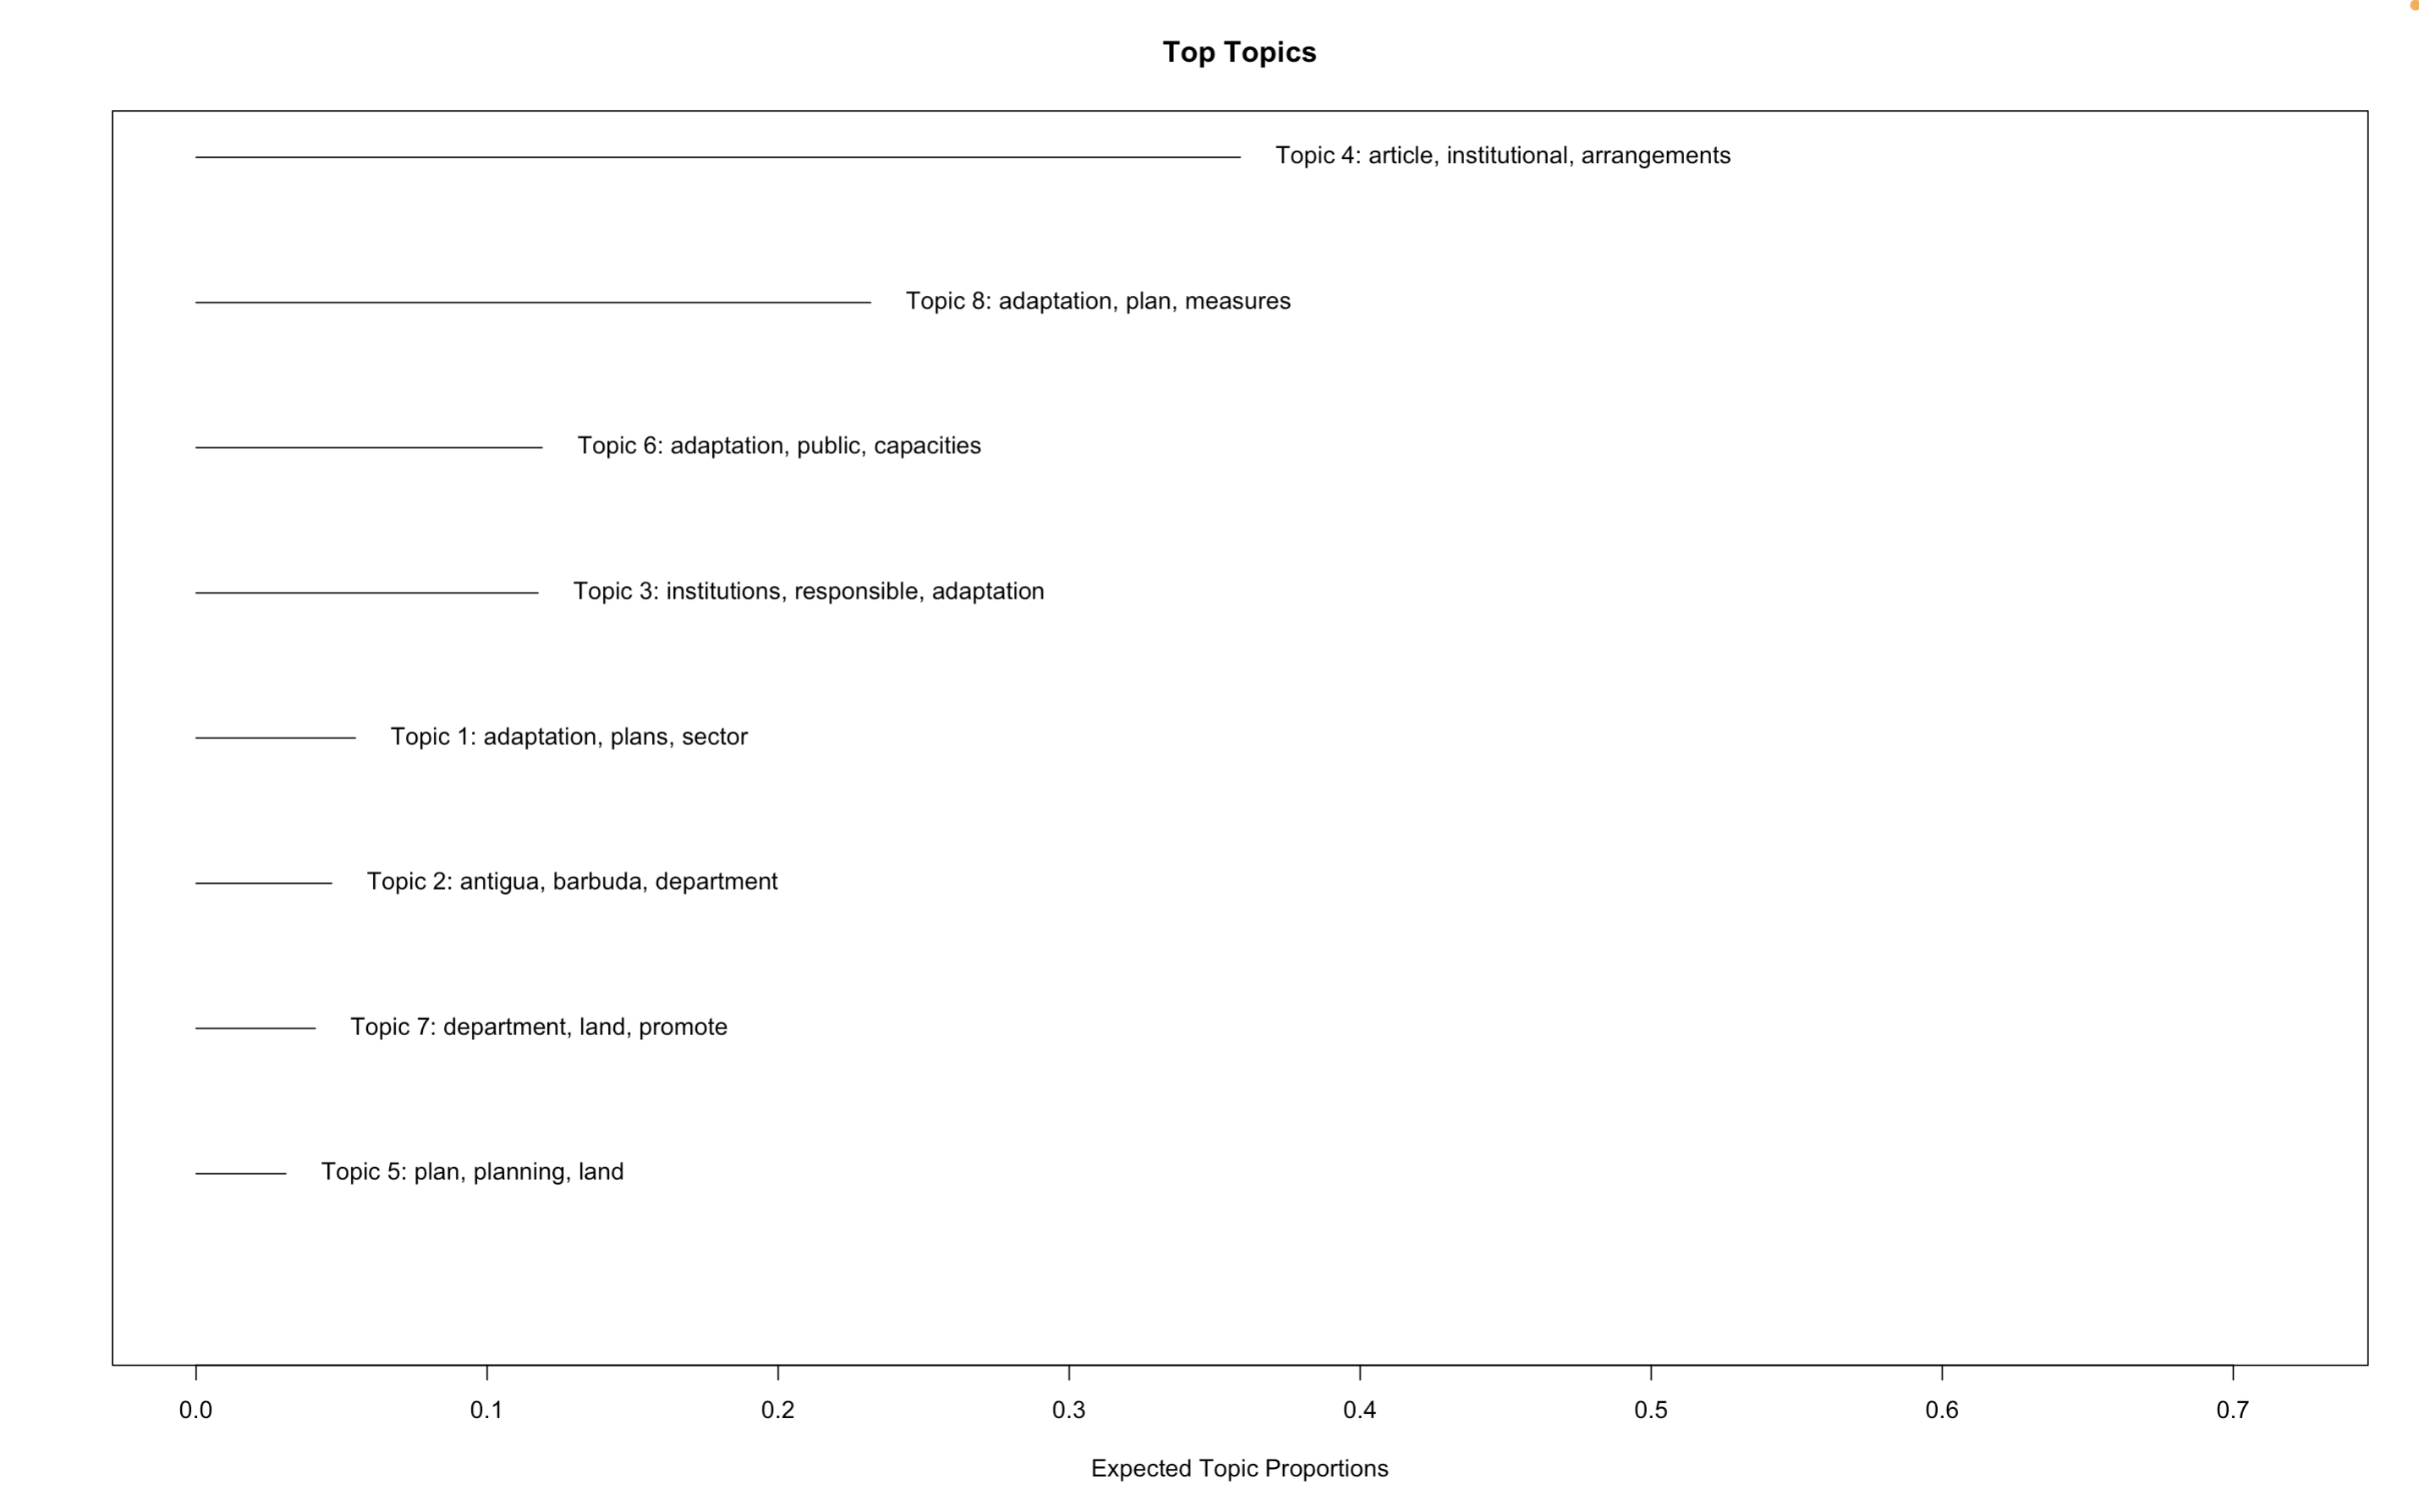 Top Topics
Topic 4: article, institutional, arrangements
Topic 8: adaptation, plan, measures
Topic 6: adaptation, public, capacities
Topic 3: institutions, responsible, adaptation
Topic 1: adaptation, plans, sector
Topic 2: antigua, barbuda, department
Topic 7: department, land, promote
Topic 5: plan, planning, land
0.0 0.1 0.2 0.3 0.4 0.5 0.6 0.7
Expected Topic Proportions